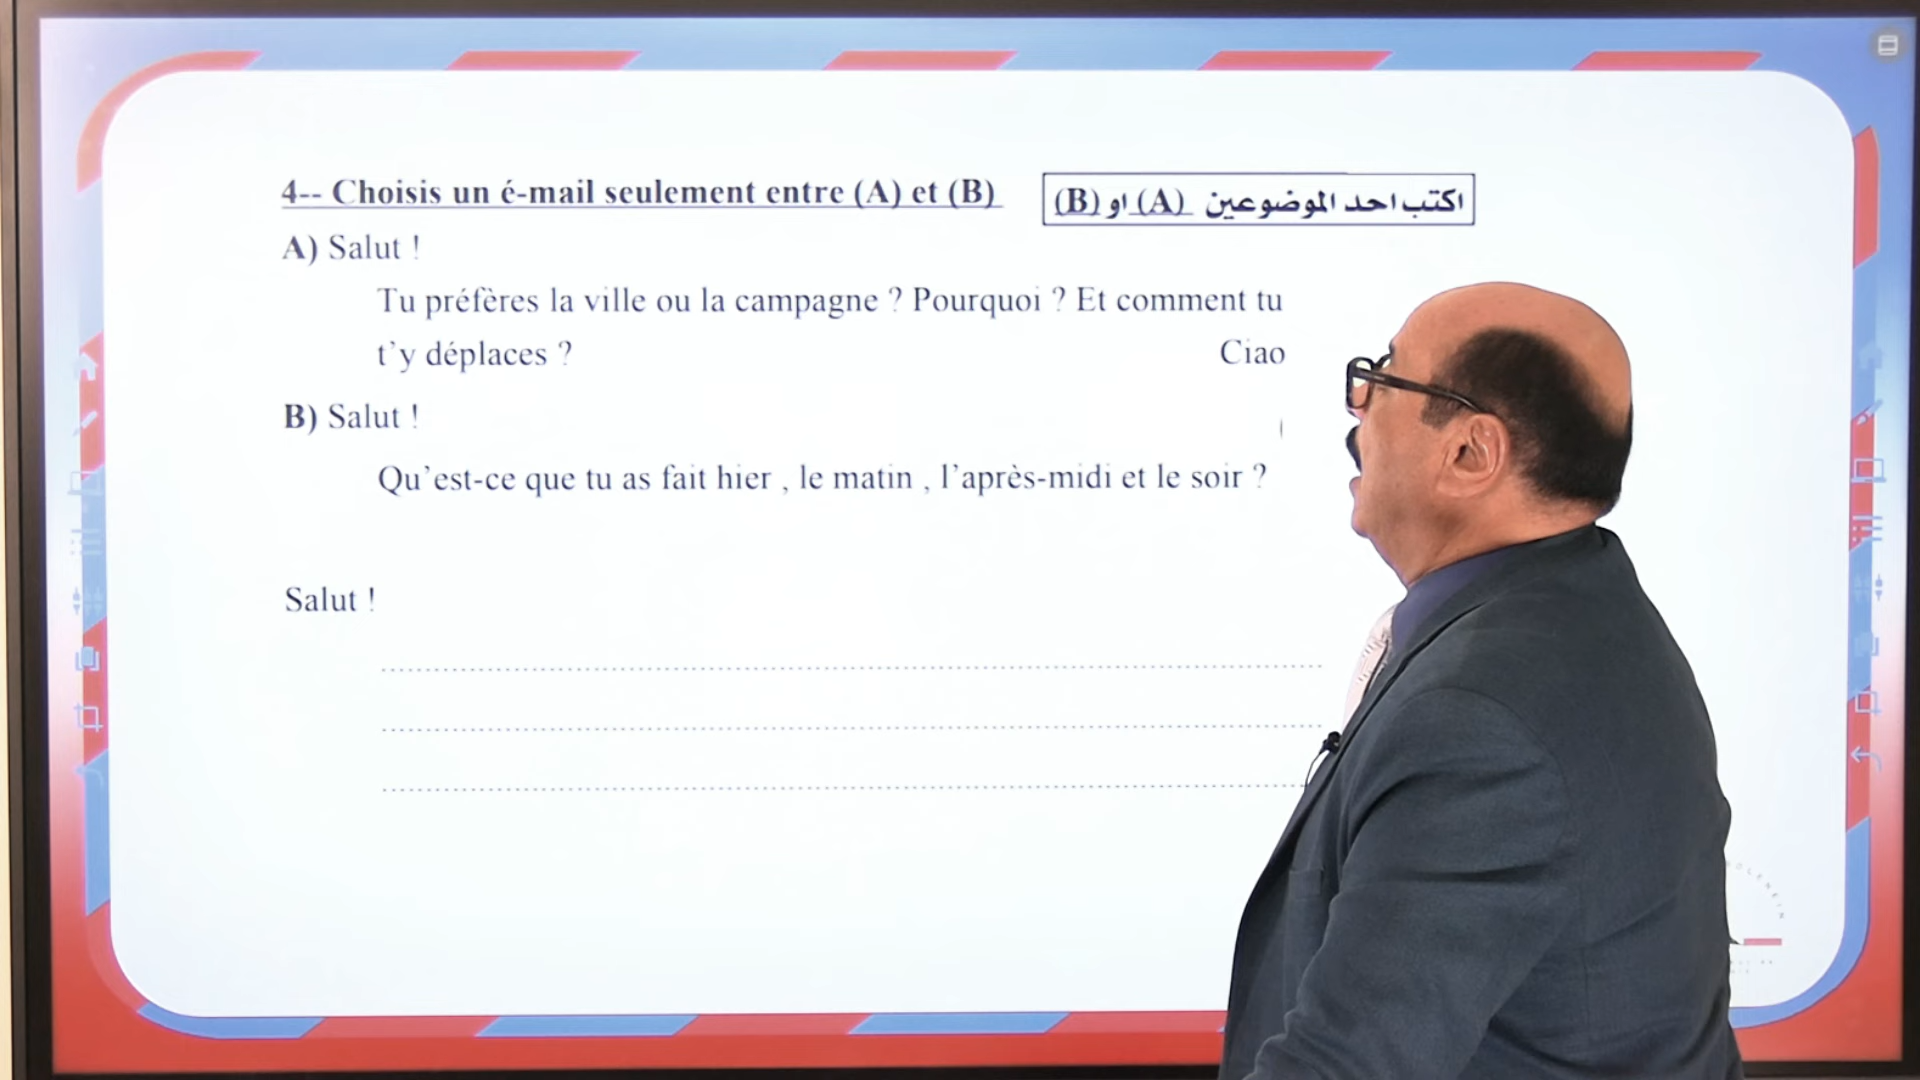 4-- Choisis un é-mail seulement entre (A) et (B)
اكتب احد الموضوعين (A) او (B)
A) Salut !
Tu préfères la ville ou la campagne ? Pourquoi ? Et comment tu
t’y déplaces ?
Ciao
B) Salut !
Qu’est-ce que tu as fait hier , le matin , l’après-midi et le soir ?
Salut !